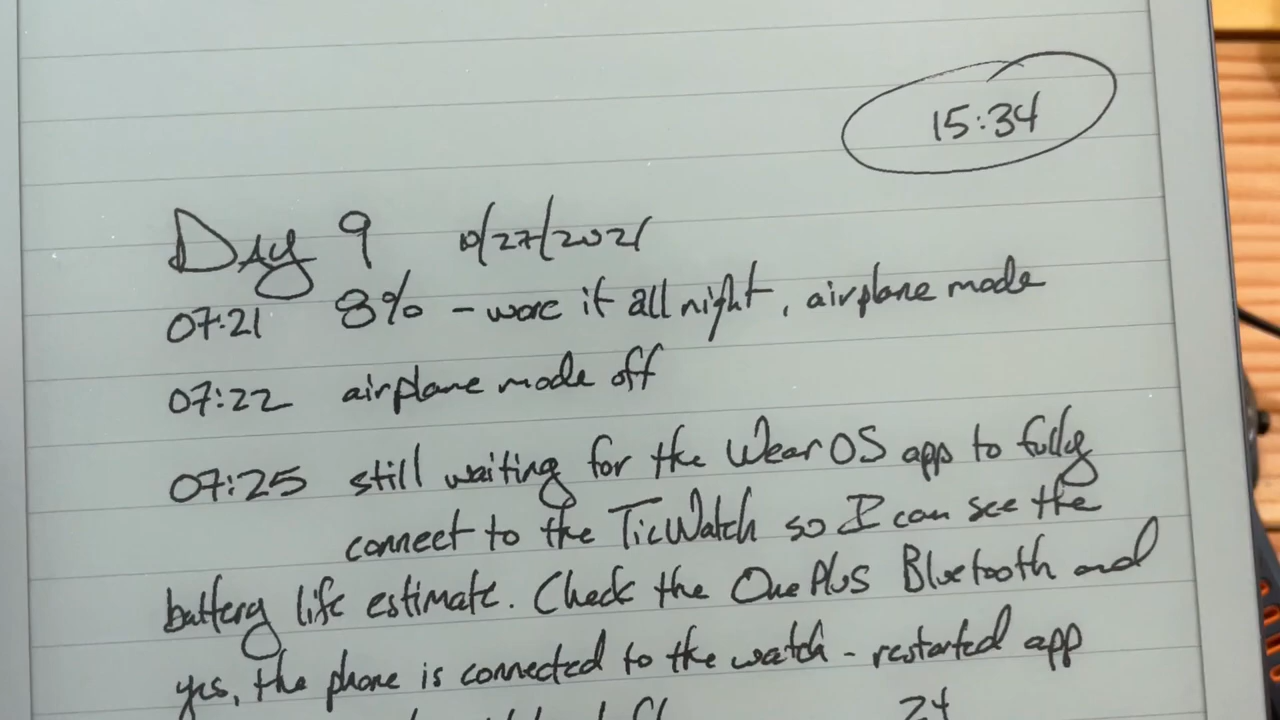 15:34
Day 9 10/27/2021
07:21 8% - wore it all night, airplane mode
07:22 airplane mode off
07:25 still waiting for the WearOS app to fully
connect to the TicWatch so I can see the
battery life estimate. Check the OnePlus Bluetooth and
yes, the phone is connected to the watch - restarted app
24